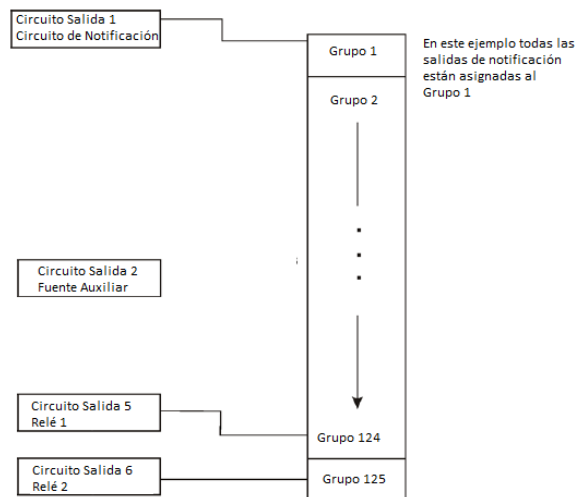 Circuito Salida 1
Circuito de Notificación
Grupo 1
En este ejemplo todas las
salidas de notificación
están asignadas al
Grupo 1
Grupo 2
Circuito Salida 2
Fuente Auxiliar
Circuito Salida 5
Relé 1
Grupo 124
Circuito Salida 6
Relé 2
Grupo 125